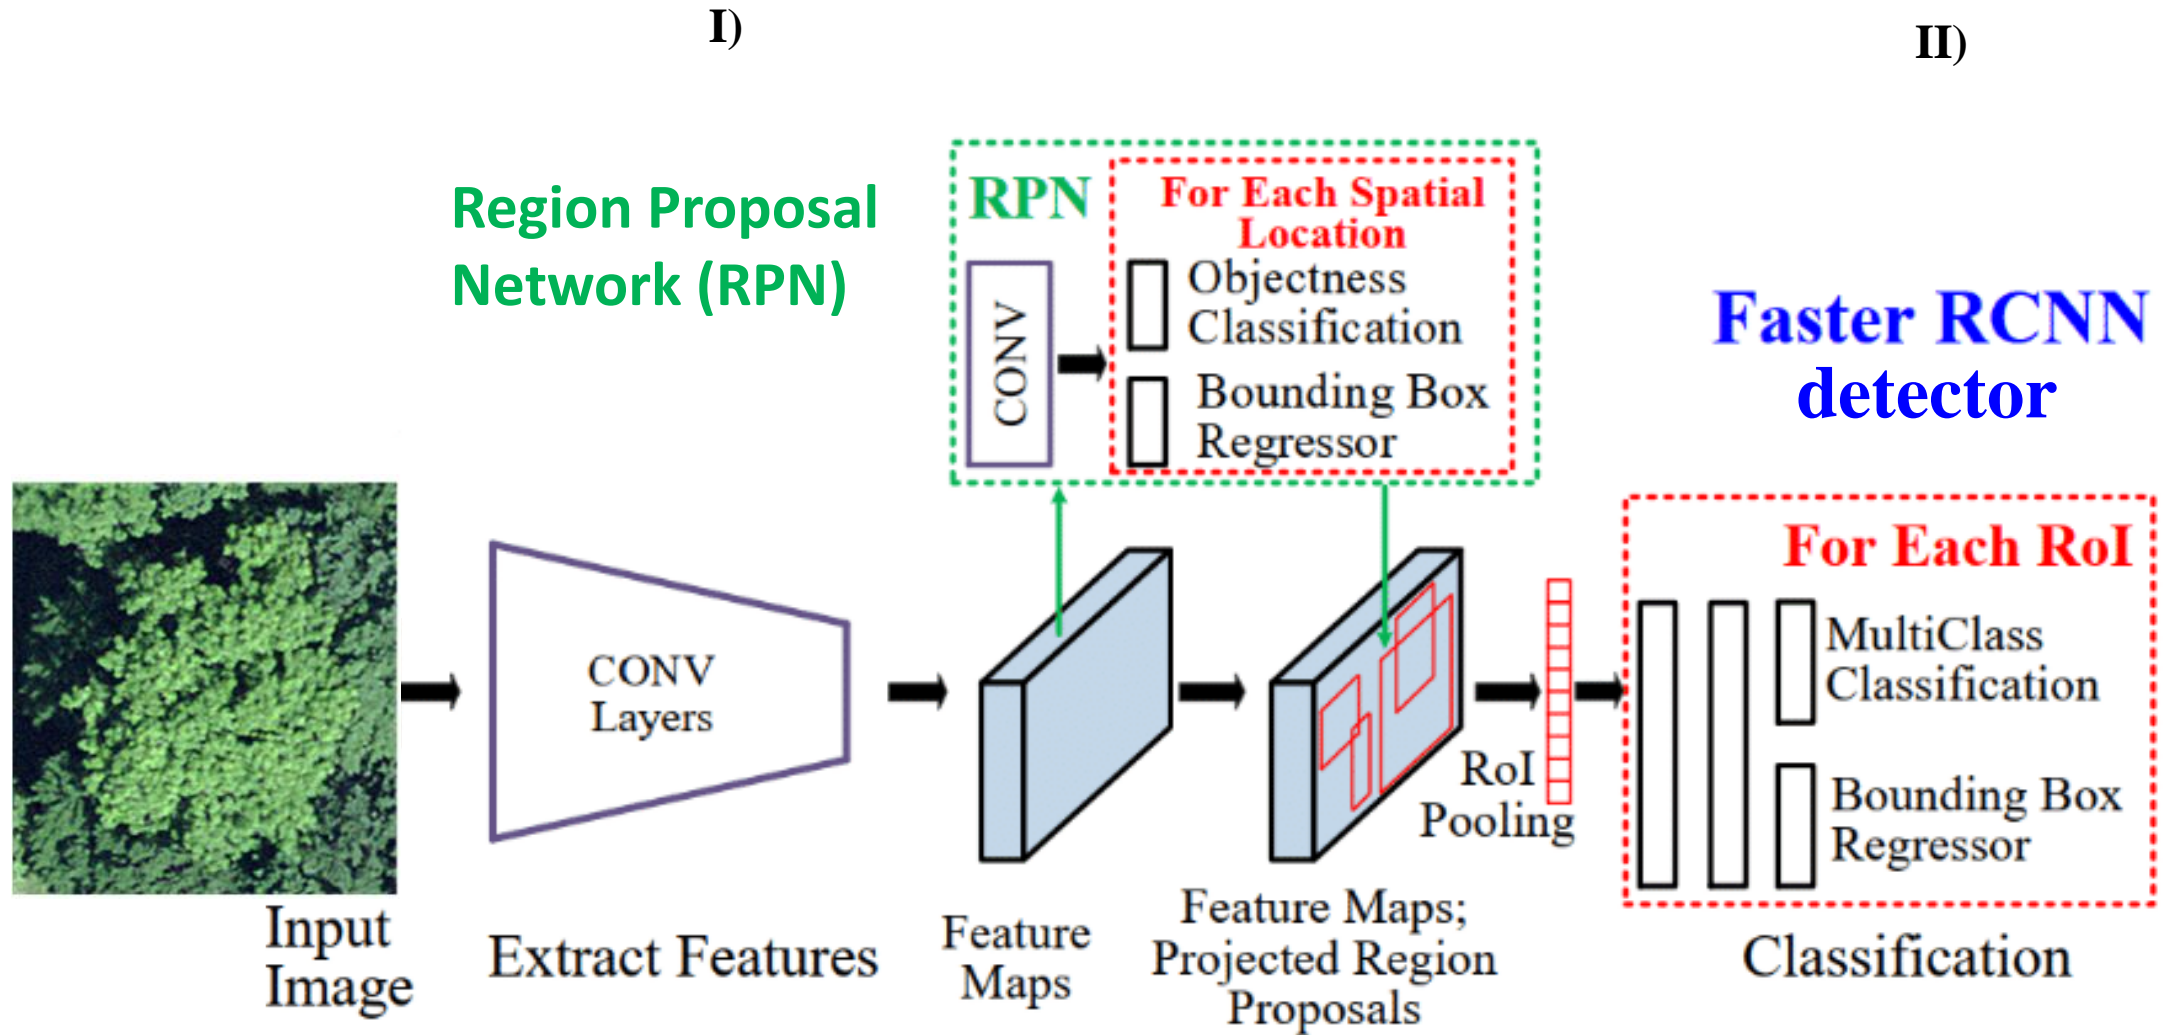 I)
II)
Region Proposal
Network (RPN)
RPN
For Each Spatial
Location
CONV
Objectness
Classification
Bounding Box
Regressor
Faster RCNN
detector
CONV
Layers
RoI
Pooling
For Each RoI
MultiClass
Classification
Bounding Box
Regressor
Input
Image
Extract Features
Feature
Maps
Feature Maps;
Projected Region
Proposals
Classification